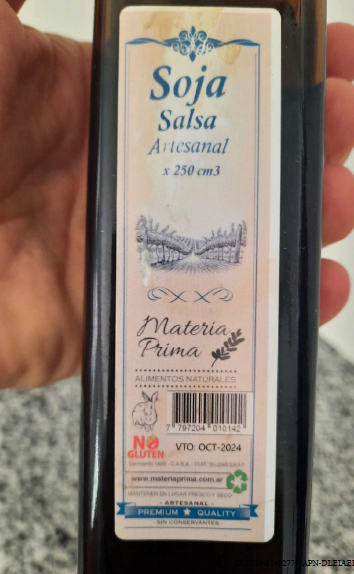 Soja
Salsa
Artesanal
x 250 cm3
Materia
Prima
ALIMENTOS NATURALES
7 797204 010142
NO
GLUTEN
VTO: OCT-2024
www.materiaprima.com.ar
MANTENER EN LUGAR FRESCO Y SECO
- ARTESANAL -
PREMIUM ★ QUALITY
- SIN CONSERVANTES -